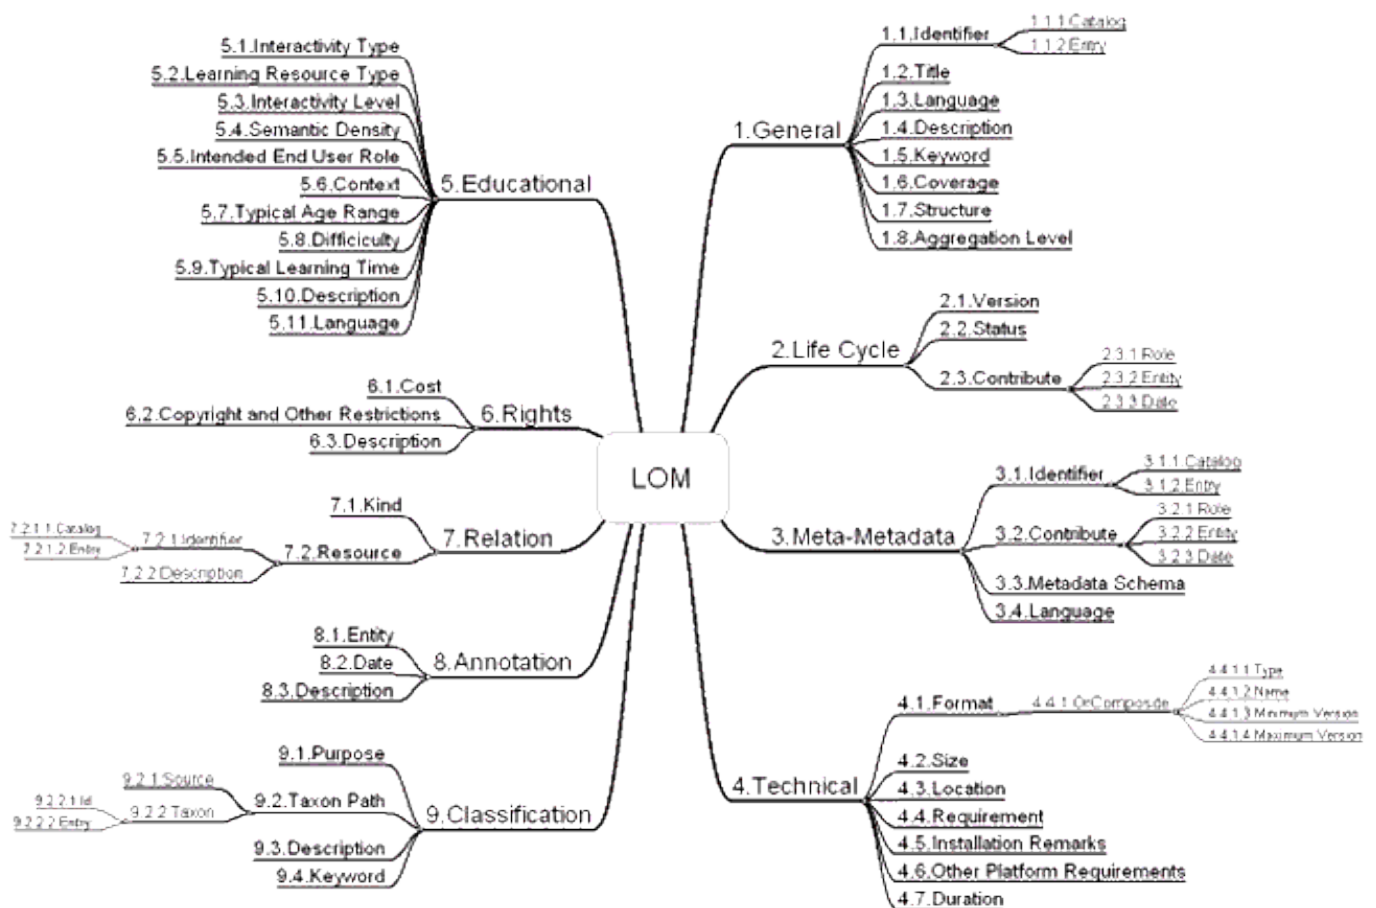 LOM
1.General
1.1.Identifier
1.1.1 Catalog
1.1.2 Entry
1.2.Title
1.3.Language
1.4.Description
1.5.Keyword
1.6.Coverage
1.7.Structure
1.8.Aggregation Level
2.Life Cycle
2.1.Version
2.2.Status
2.3.Contribute
2.3.1 Role
2.3.2 Entity
2.3.3 Date
3.Meta-Metadata
3.1.Identifier
3.1.1 Catalog
3.1.2 Entry
3.2.Contribute
3.2.1 Role
3.2.2 Entity
3.2.3 Date
3.3.Metadata Schema
3.4.Language
4.Technical
4.1.Format
4.4.1 OrComposite
4.4.1.1 Type
4.4.1.2 Name
4.4.1.3 Minimum Version
4.4.1.4 Maximum Version
4.2.Size
4.3.Location
4.4.Requirement
4.5.Installation Remarks
4.6.Other Platform Requirements
4.7.Duration
5.Educational
5.1.Interactivity Type
5.2.Learning Resource Type
5.3.Interactivity Level
5.4.Semantic Density
5.5.Intended End User Role
5.6.Context
5.7.Typical Age Range
5.8.Difficiculty
5.9.Typical Learning Time
5.10.Description
5.11.Language
6.Rights
6.1.Cost
6.2.Copyright and Other Restrictions
6.3.Description
7.Relation
7.1.Kind
7.2.Resource
7.2.1 Identifier
7.2.1.1 Catalog
7.2.1.2 Entry
7.2.2 Description
8.Annotation
8.1.Entity
8.2.Date
8.3.Description
9.Classification
9.1.Purpose
9.2.Taxon Path
9.2.1 Source
9.2.2 Taxon
9.2.2.1 Id
9.2.2.2 Entry
9.3.Description
9.4.Keyword